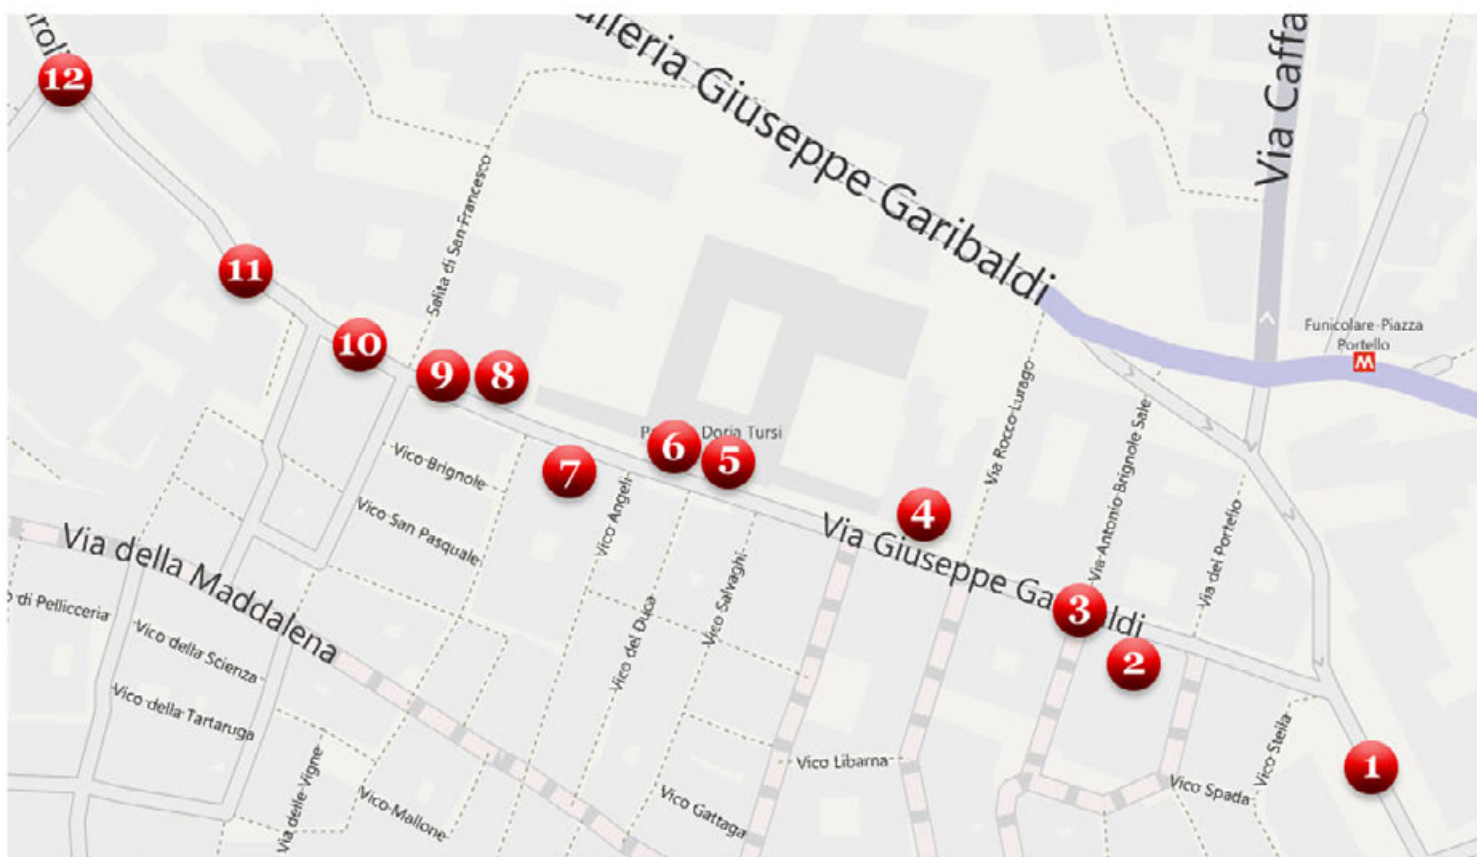 12
Galleria Giuseppe Garibaldi
Via Caffa
Salita di San Francesco
11
Funicolare-Piazza
Portello
M
10
9
8
Via Rocco Lurago
Via Antonio Brignole Sale
Doria Tursi
6
5
7
Vico Brignole
Vico Angeli
Vico San Pasquale
4
Via Giuseppe Garibaldi
Via del Portello
Via della Maddalena
di Pellicceria
Vico della Scienza
Vico della Tartaruga
Vico del Duca
Vico Salvaghi
3
2
Via delle Vigne
Vico Mallone
Vico Gattaga
Vico Libarna
Vico Stella
Vico Spada
1